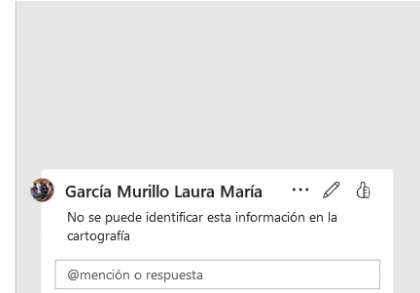 García Murillo Laura María
No se puede identificar esta información en la
cartografía
@mención o respuesta